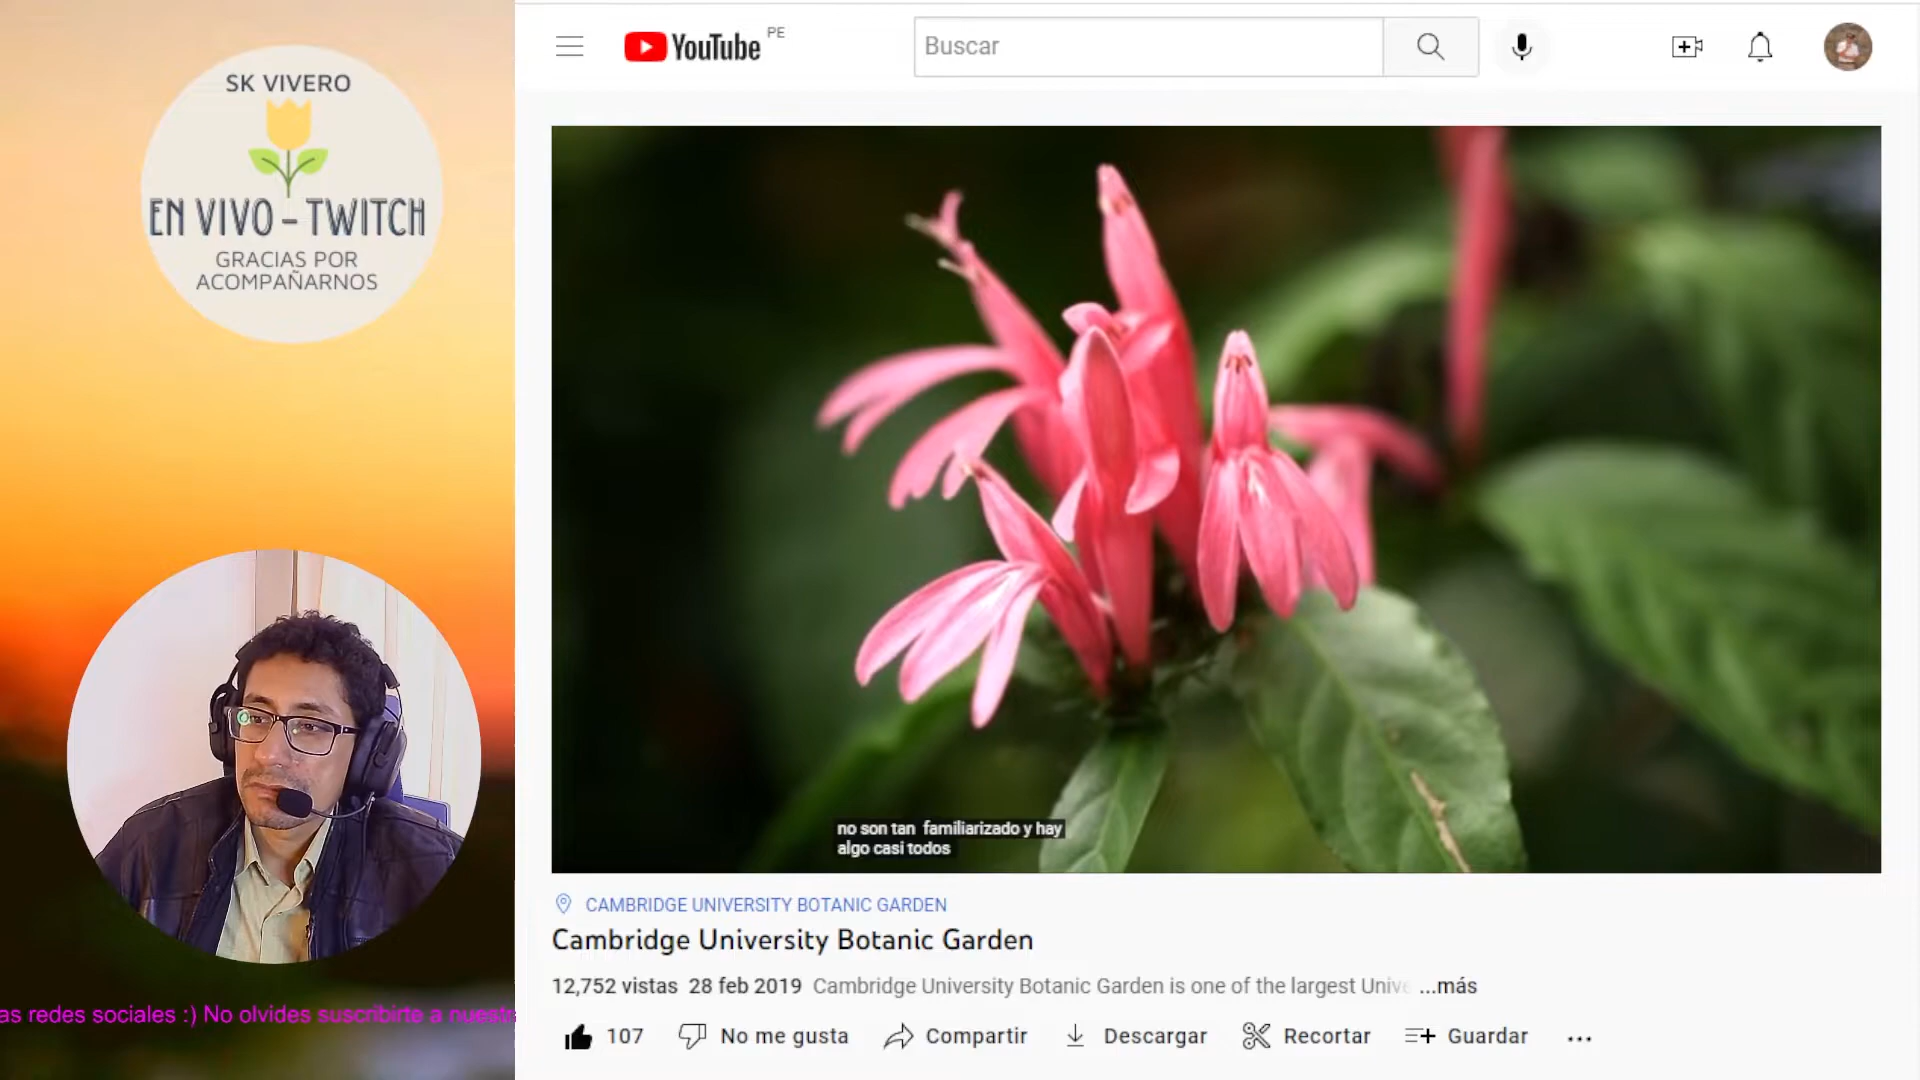 SK VIVERO
EN VIVO - TWITCH
GRACIAS POR
ACOMPAÑARNOS
as redes sociales :) No olvides suscribirte a nuestr
YouTube PE
Buscar
no son tan familiarizado y hay
algo casi todos
CAMBRIDGE UNIVERSITY BOTANIC GARDEN
Cambridge University Botanic Garden
12,752 vistas 28 feb 2019 Cambridge University Botanic Garden is one of the largest Unive ...más
107 No me gusta Compartir Descargar Recortar Guardar ...